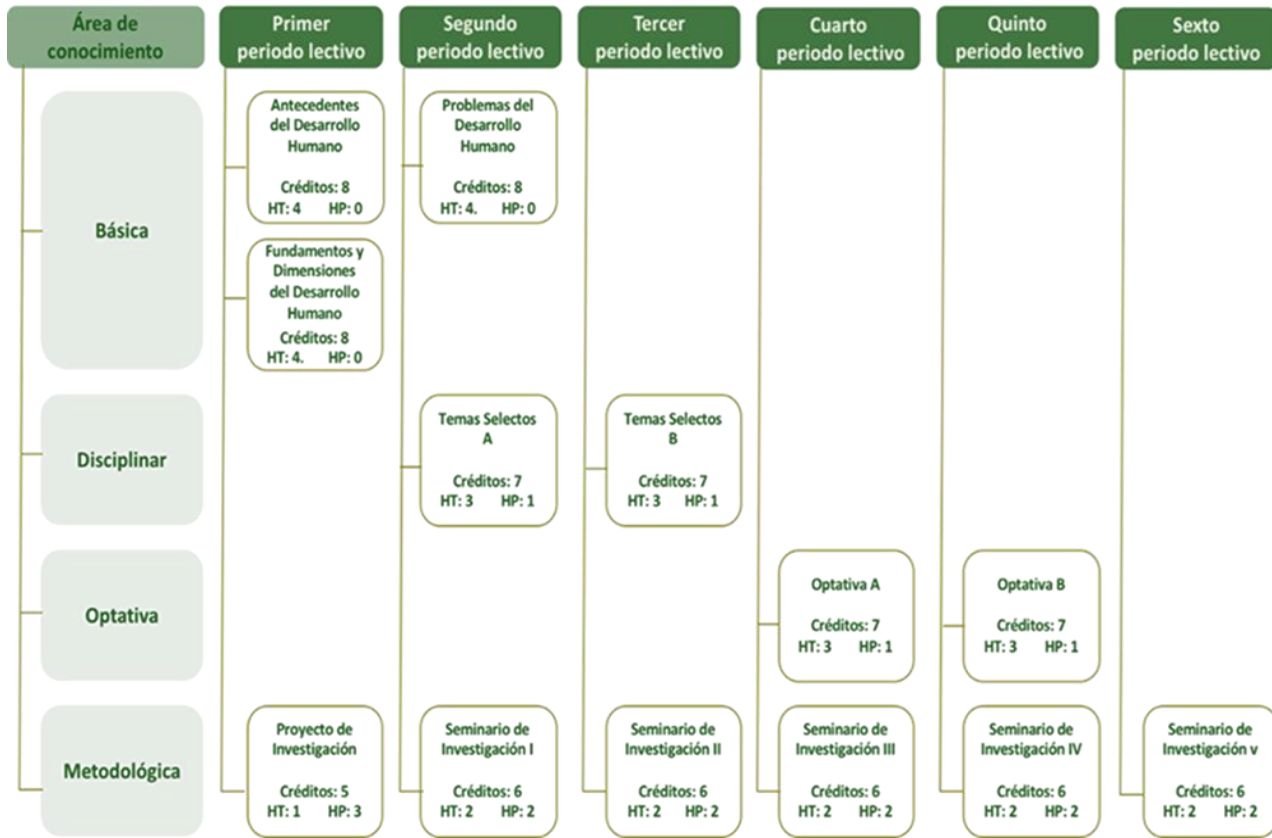 Área de
conocimiento
Primer
periodo lectivo
Segundo
periodo lectivo
Tercer
periodo lectivo
Cuarto
periodo lectivo
Quinto
periodo lectivo
Sexto
periodo lectivo
Básica
Antecedentes
del Desarrollo
Humano
Créditos: 8
HT: 4 HP: 0
Problemas del
Desarrollo
Humano
Créditos: 8
HT: 4. HP: 0
Fundamentos y
Dimensiones
del Desarrollo
Humano
Créditos: 8
HT: 4. HP: 0
Disciplinar
Temas Selectos
A
Créditos: 7
HT: 3 HP: 1
Temas Selectos
B
Créditos: 7
HT: 3 HP: 1
Optativa
Optativa A
Créditos: 7
HT: 3 HP: 1
Optativa B
Créditos: 7
HT: 3 HP: 1
Metodológica
Proyecto de
Investigación
Créditos: 5
HT: 1 HP: 3
Seminario de
Investigación I
Créditos: 6
HT: 2 HP: 2
Seminario de
Investigación II
Créditos: 6
HT: 2 HP: 2
Seminario de
Investigación III
Créditos: 6
HT: 2 HP: 2
Seminario de
Investigación IV
Créditos: 6
HT: 2 HP: 2
Seminario de
Investigación v
Créditos: 6
HT: 2 HP: 2